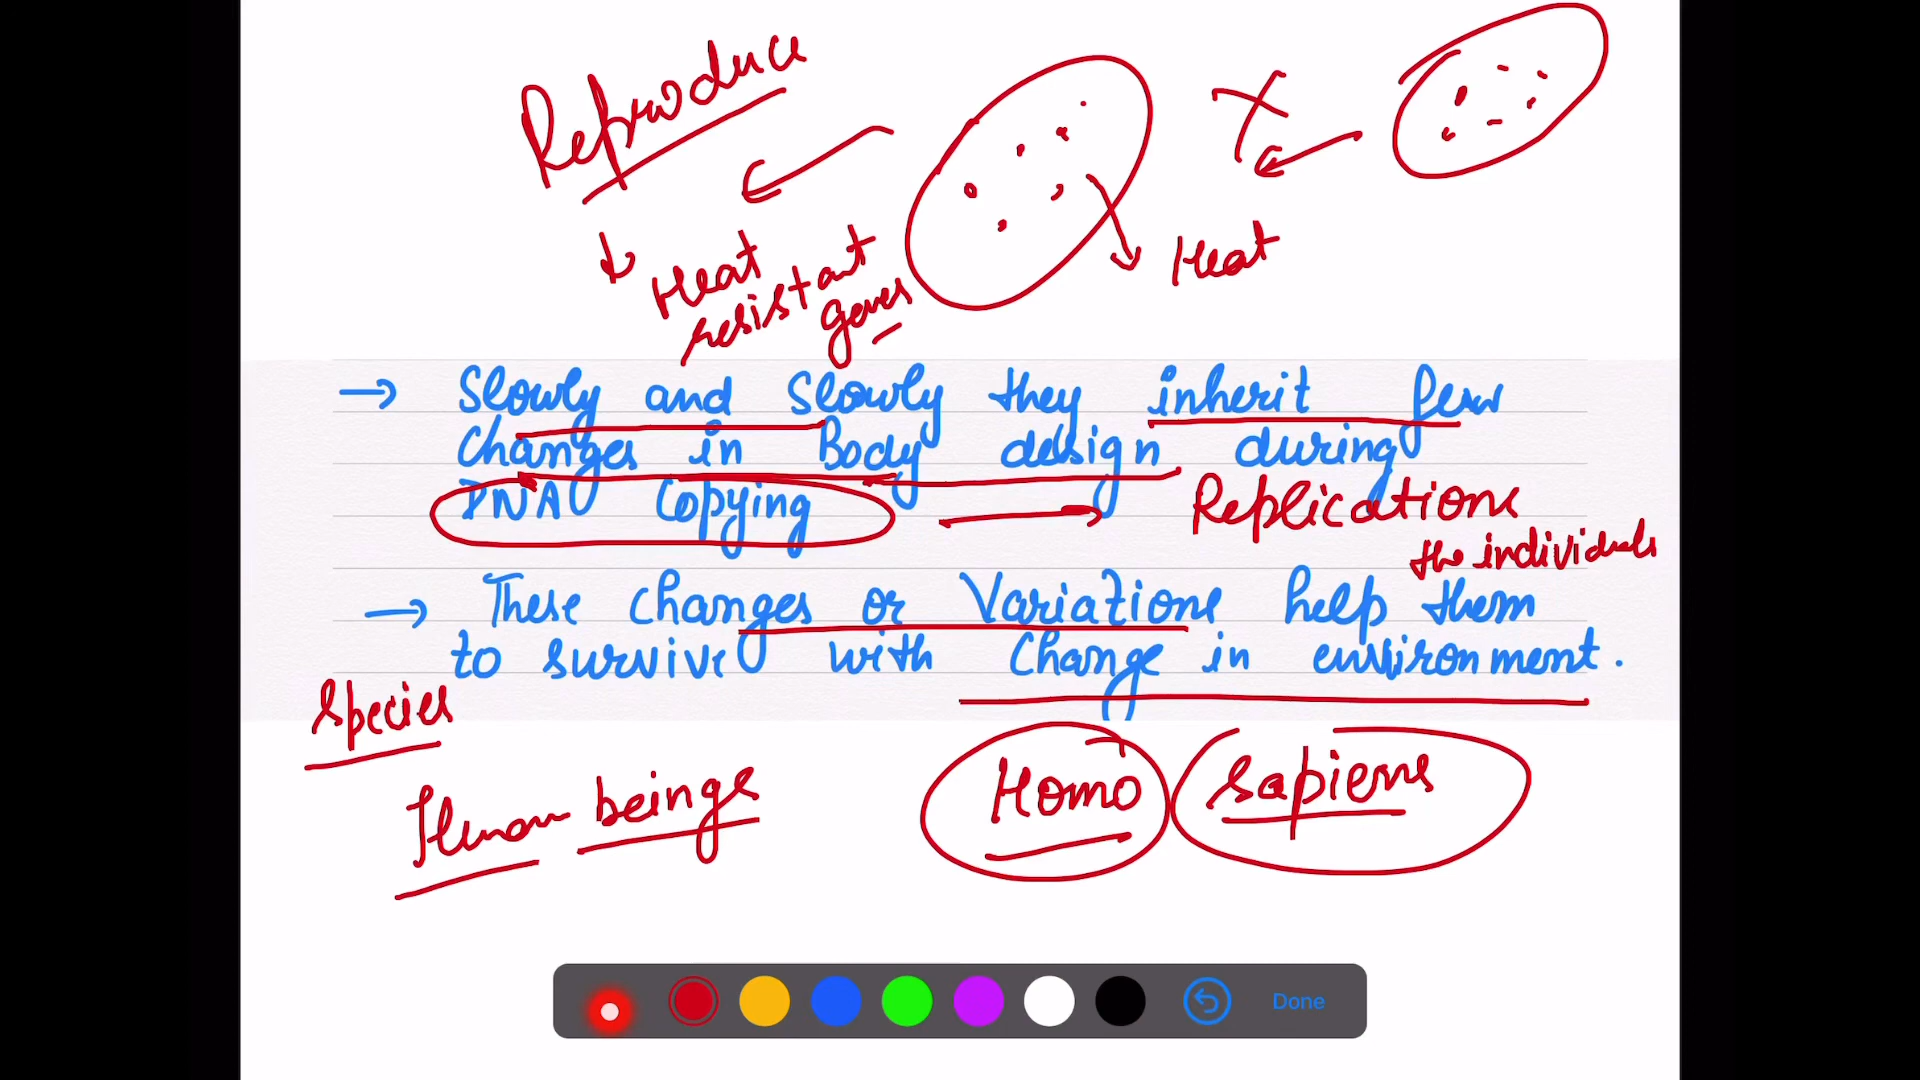 Reproduce
Heat
Heat
resistant
genes
→ Slowly and slowly they inherit few
changes in Body design during
DNA Copying → Replications
the individuals
→ These changes or Variations help them
to survive with change in environment.
Species
Human beings
Homo sapiens
Done